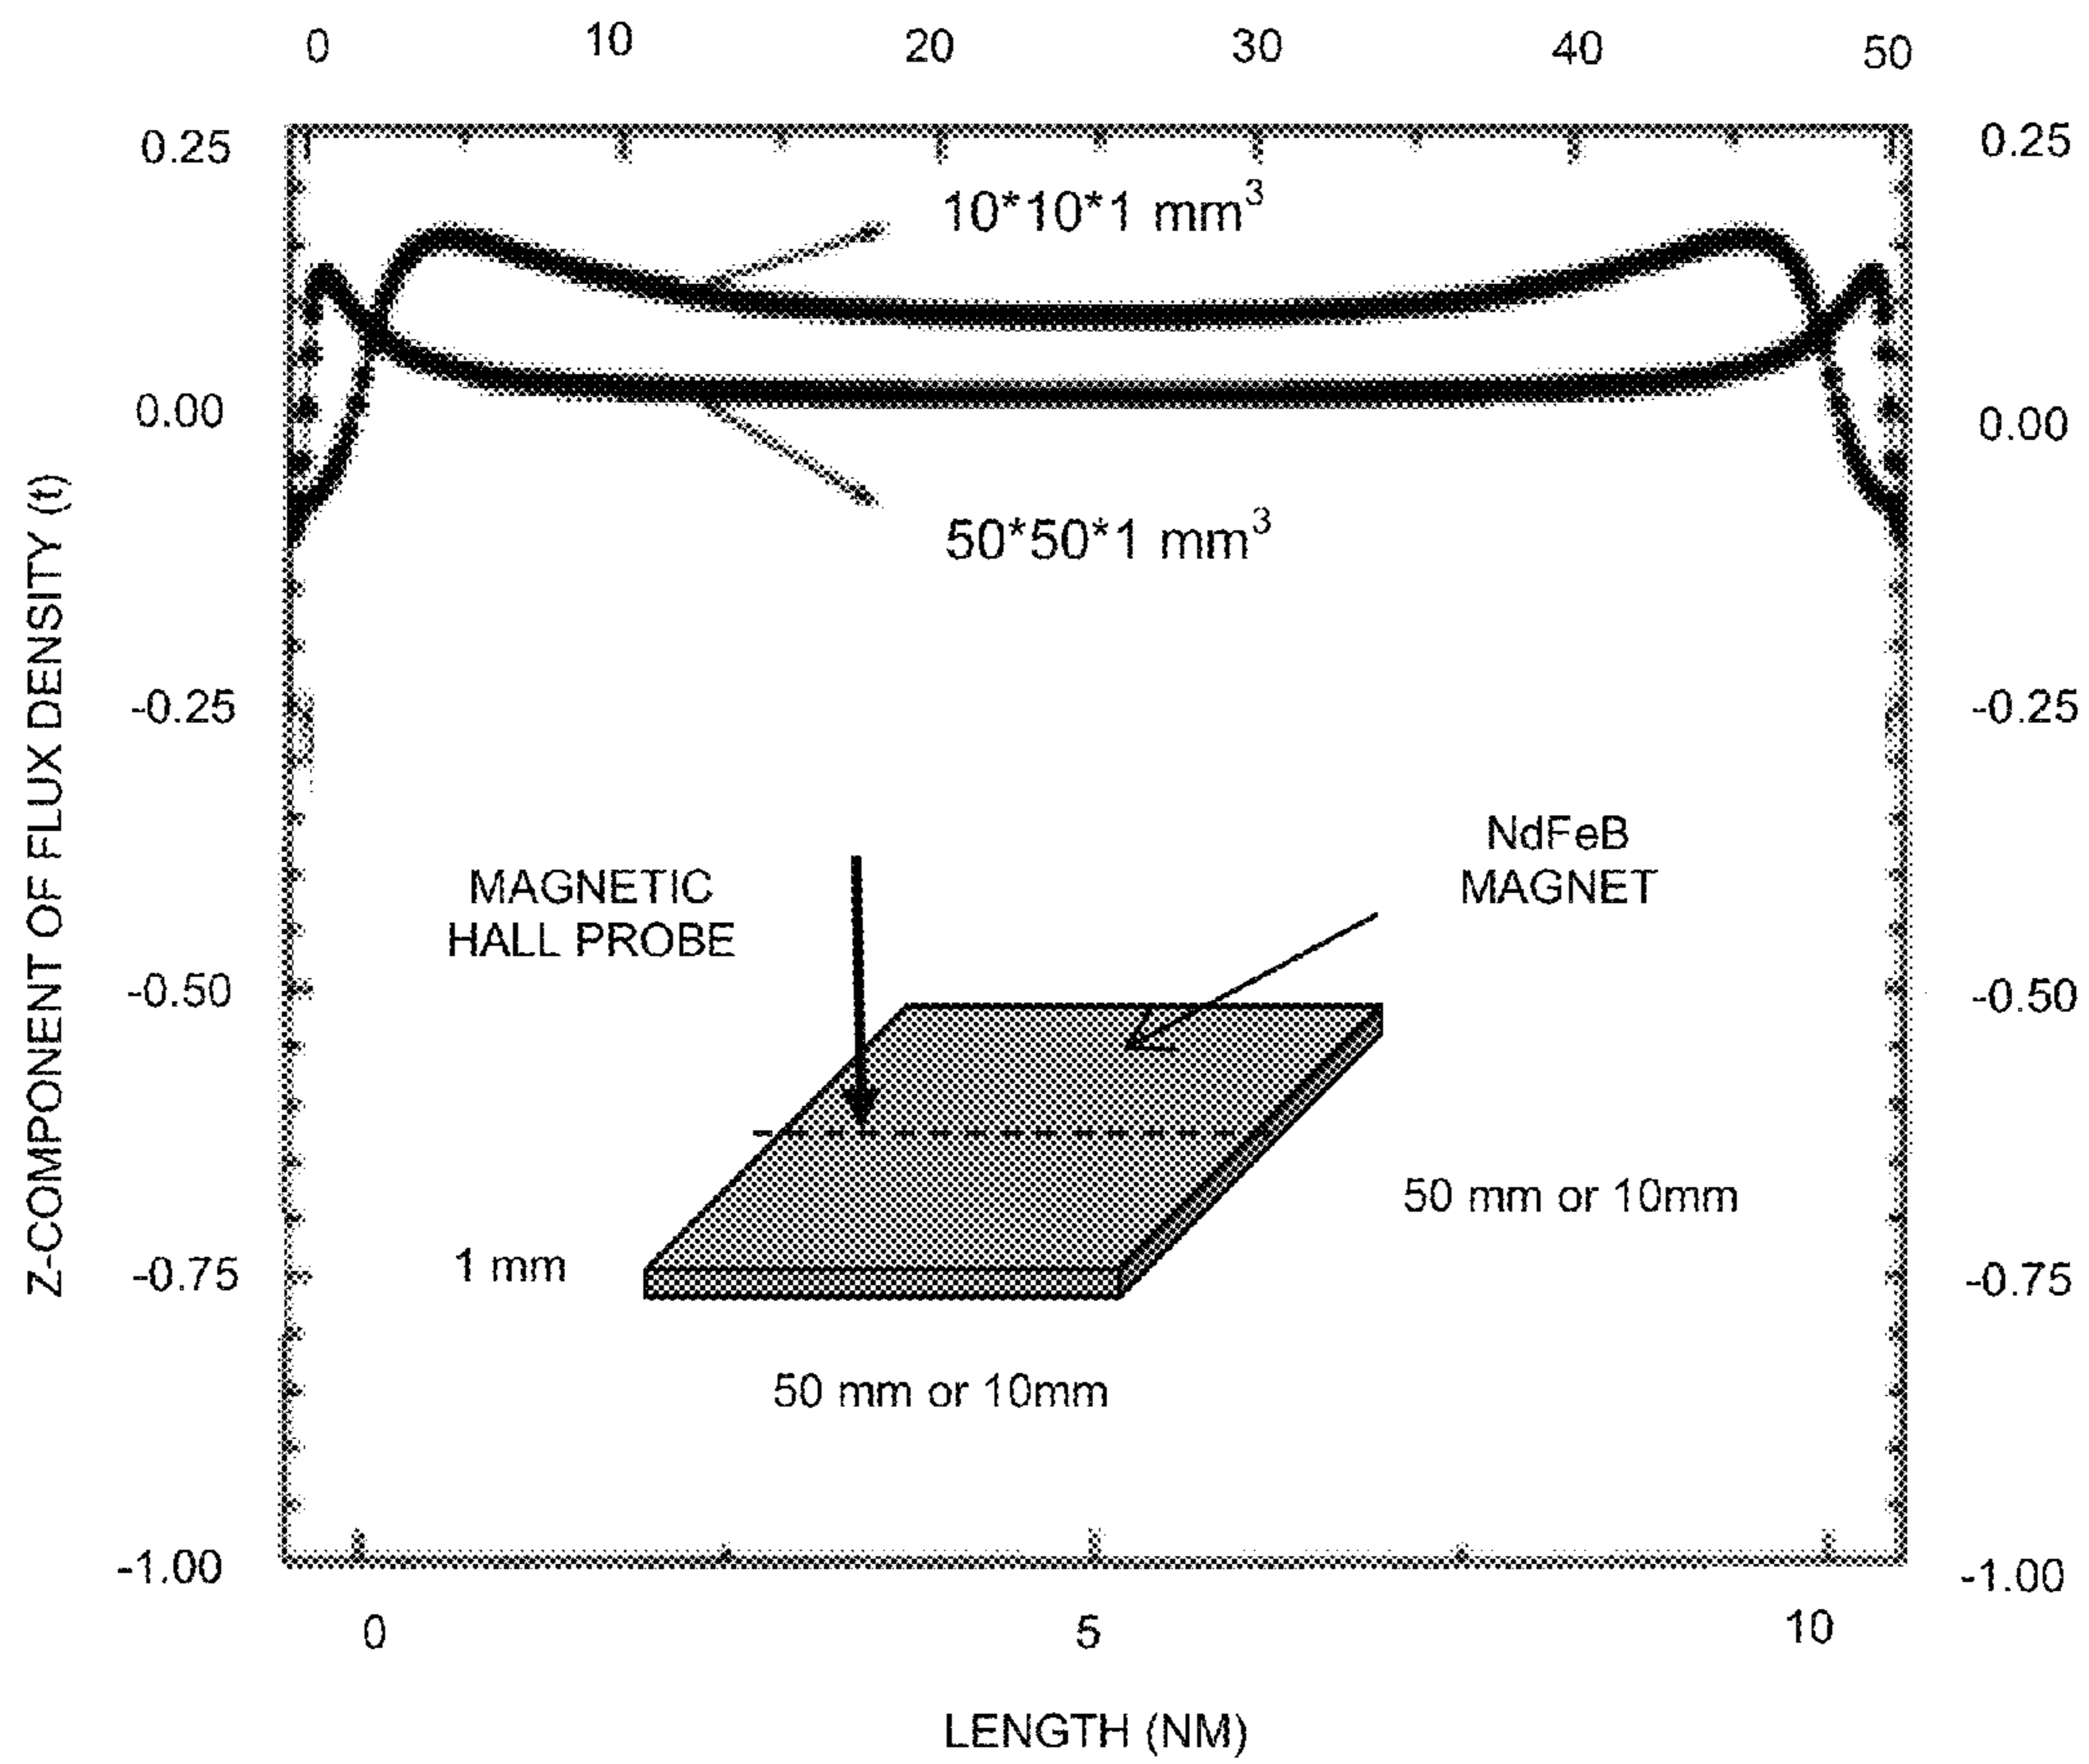 0 10 20 30 40 50
0.25 0.25
10*10*1 mm³
0.00 0.00
50*50*1 mm³
-0.25 -0.25
Z-COMPONENT OF FLUX DENSITY (t)
NdFeB
MAGNET
MAGNETIC
HALL PROBE
-0.50 -0.50
50 mm or 10mm
1 mm
-0.75 -0.75
50 mm or 10mm
-1.00 -1.00
0 5 10
LENGTH (NM)